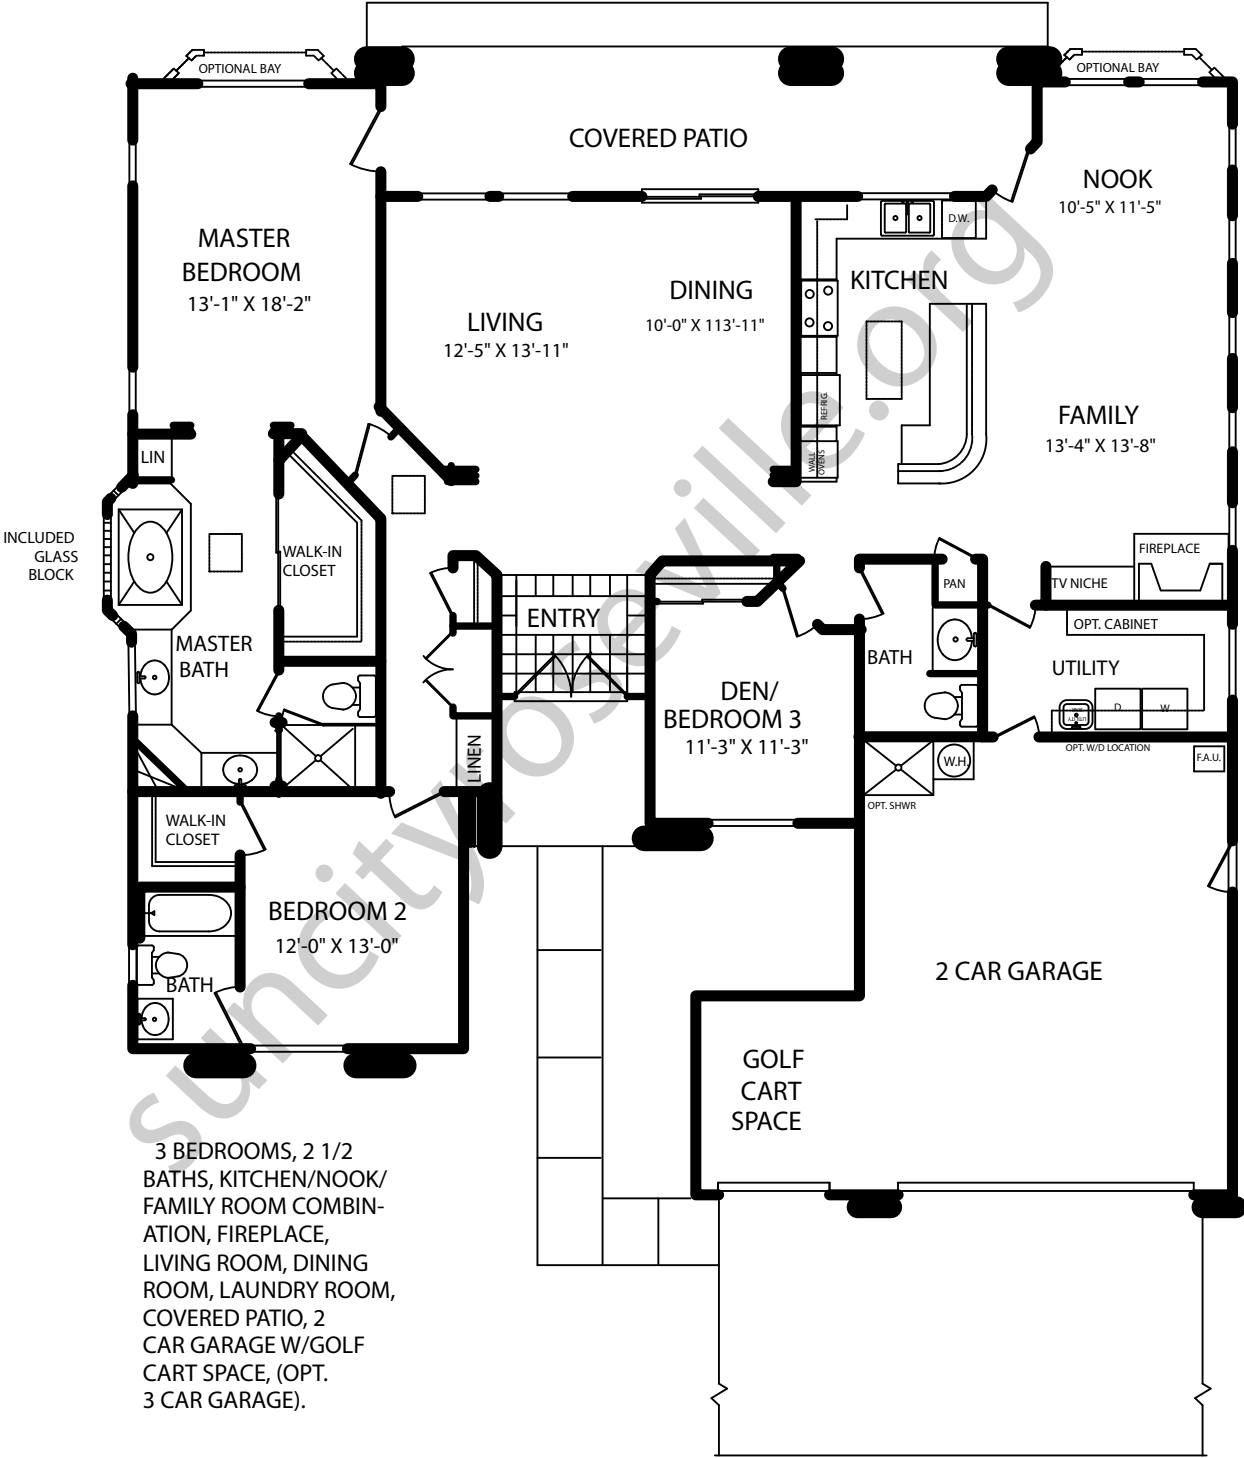 OPTIONAL BAY
OPTIONAL BAY
COVERED PATIO
NOOK
10'-5" X 11'-5"
D.W.
MASTER
BEDROOM
13'-1" X 18'-2"
LIVING
12'-5" X 13'-11"
DINING
10'-0" X 113'-11"
KITCHEN
REFRIG.
WALL
OVENS
FAMILY
13'-4" X 13'-8"
LIN
INCLUDED
GLASS
BLOCK
WALK-IN
CLOSET
FIREPLACE
TV NICHE
PAN
ENTRY
MASTER
BATH
OPT. CABINET
UTILITY
BATH
DEN/
BEDROOM 3
11'-3" X 11'-3"
D
W
UTILITY
SINK
LINEN
OPT. W/D LOCATION
W.H.
F.A.U.
OPT. SHWR
WALK-IN
CLOSET
BEDROOM 2
12'-0" X 13'-0"
BATH
2 CAR GARAGE
GOLF
CART
SPACE
suncityroseville.org
3 BEDROOMS, 2 1/2
BATHS, KITCHEN/NOOK/
FAMILY ROOM COMBIN-
ATION, FIREPLACE,
LIVING ROOM, DINING
ROOM, LAUNDRY ROOM,
COVERED PATIO, 2
CAR GARAGE W/GOLF
CART SPACE, (OPT.
3 CAR GARAGE).